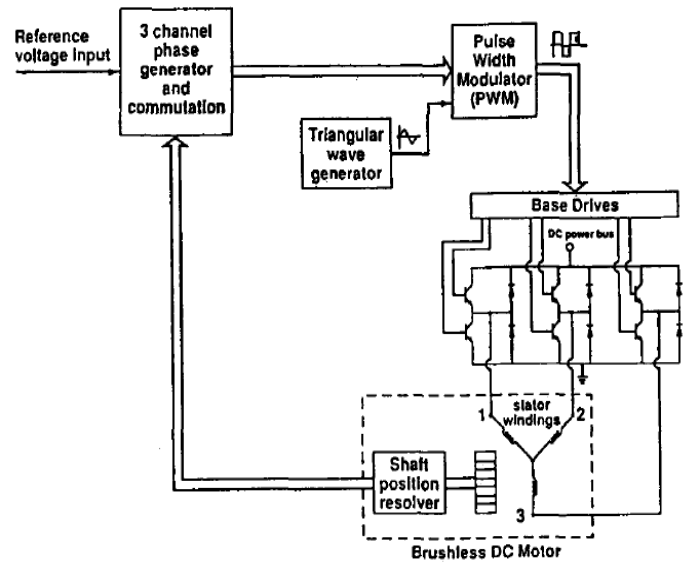 Reference
voltage input
3 channel
phase
generator
and
commutation
Pulse
Width
Modulator
(PWM)
Triangular
wave
generator
Base Drives
DC power bus
1
stator
windings
2
Shaft
position
resolver
3
Brushless DC Motor